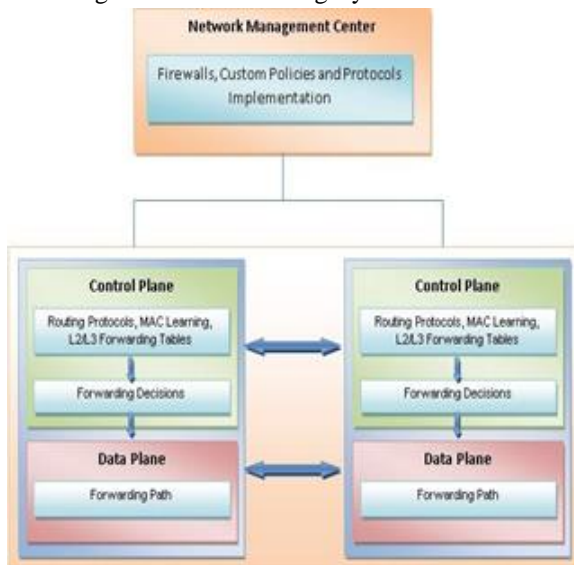 Network Management Center
Firewalls, Custom Policies and Protocols
Implementation
Control Plane
Routing Protocols, MAC Learning,
L2/L3 Forwarding Tables
Forwarding Decisions
Data Plane
Forwarding Path
Control Plane
Routing Protocols, MAC Learning,
L2/L3 Forwarding Tables
Forwarding Decisions
Data Plane
Forwarding Path